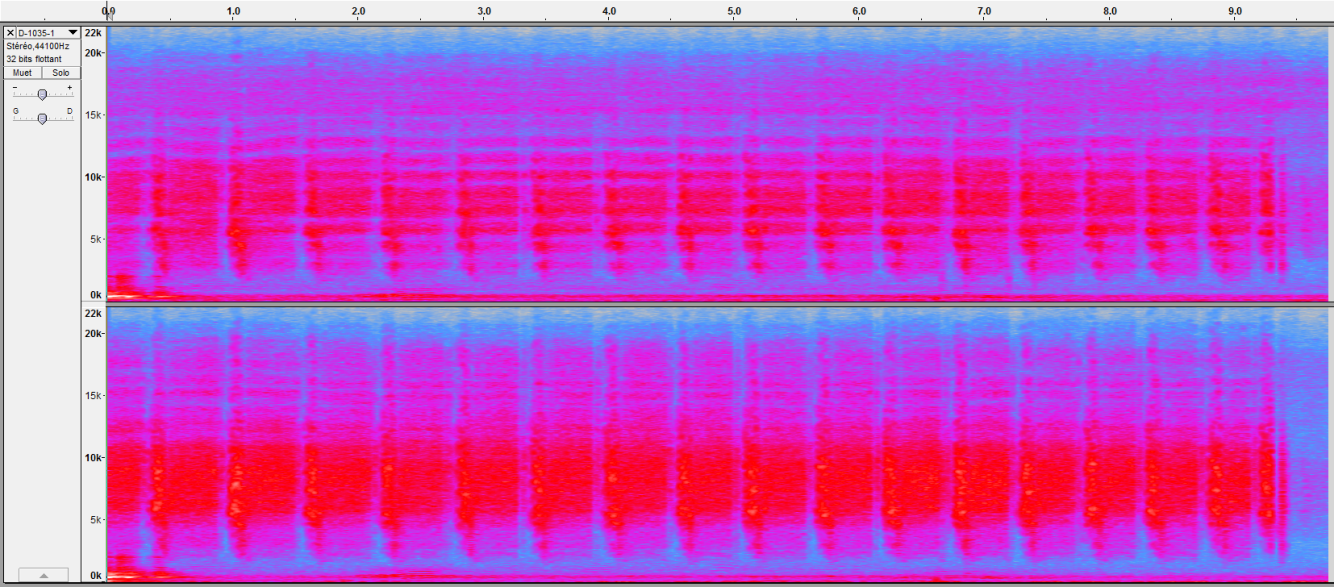 0,0 1.0 2.0 3.0 4.0 5.0 6.0 7.0 8.0 9.0
D-1035-1
Stéréo,44100Hz
32 bits flottant
Muet Solo
- +
G D
22k
20k
15k
10k
5k
0k
22k
20k
15k
10k
5k
0k